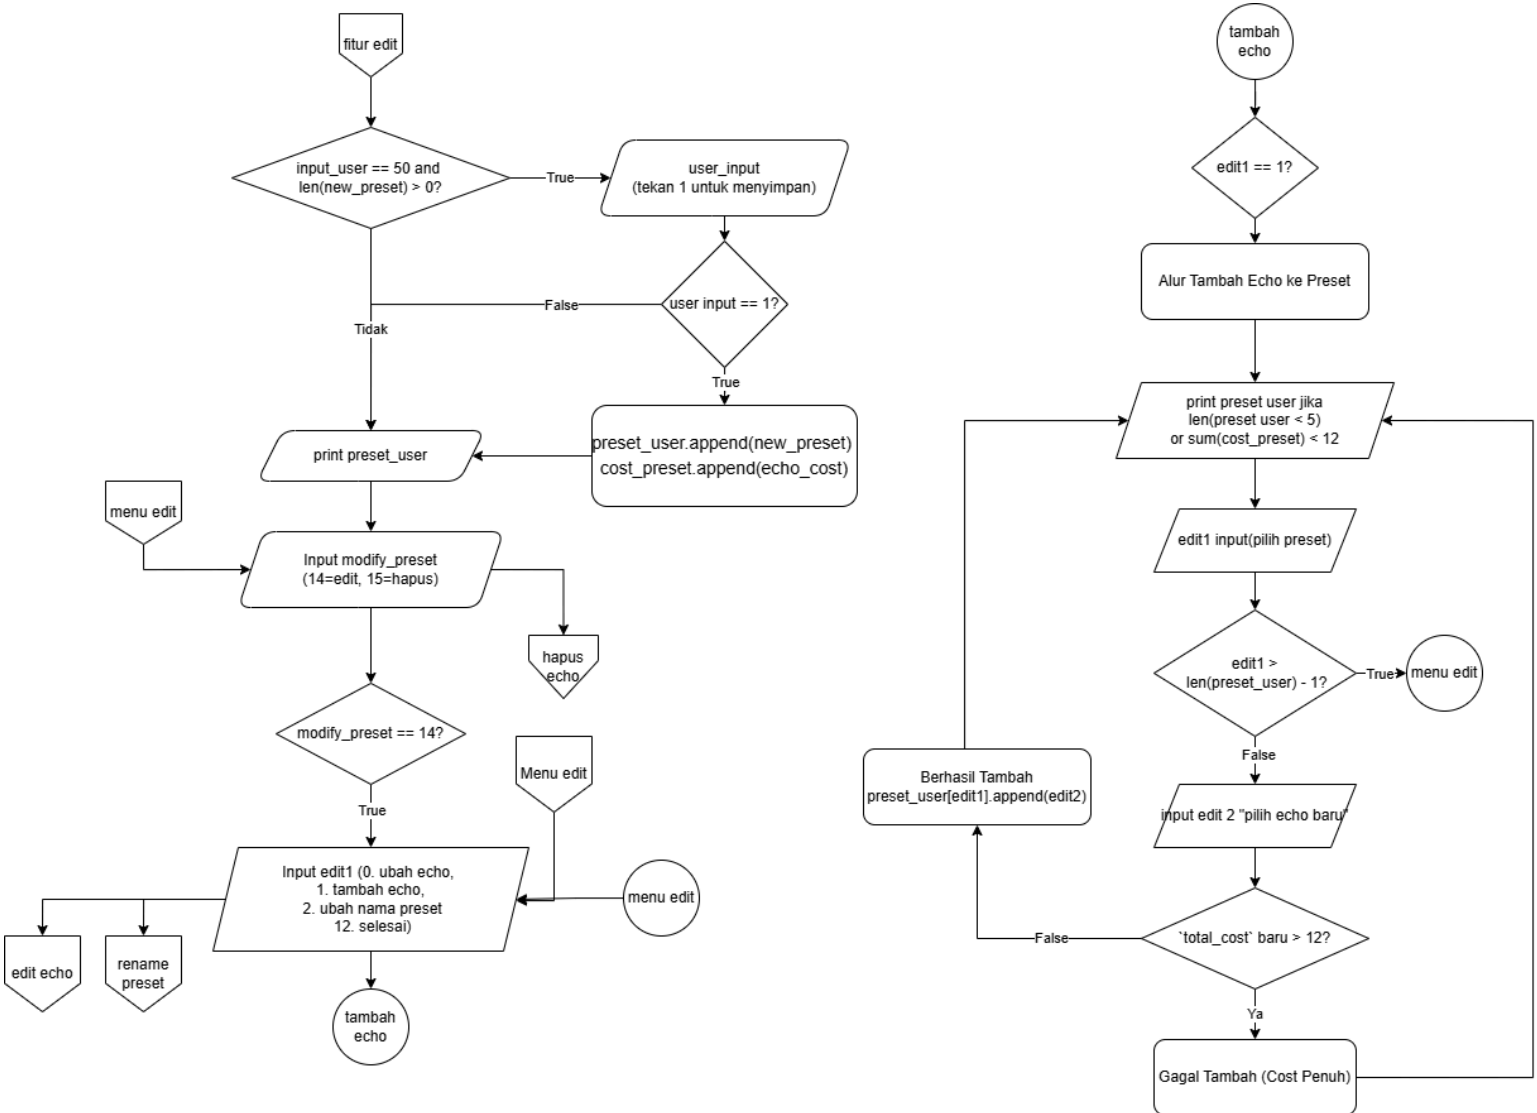 fitur edit
input_user == 50 and
len(new_preset) > 0?
True
user_input
(tekan 1 untuk menyimpan)
user input == 1?
False
Tidak
True
preset_user.append(new_preset)
cost_preset.append(echo_cost)
print preset_user
menu edit
Input modify_preset
(14=edit, 15=hapus)
hapus
echo
modify_preset == 14?
True
Menu edit
Input edit1 (0. ubah echo,
1. tambah echo,
2. ubah nama preset
12. selesai)
menu edit
edit echo
rename
preset
tambah
echo
tambah
echo
edit1 == 1?
Alur Tambah Echo ke Preset
print preset user jika
len(preset user < 5)
or sum(cost_preset) < 12
edit1 input(pilih preset)
edit1 >
len(preset_user) - 1?
True
menu edit
False
input edit 2 "pilih echo baru"
`total_cost` baru > 12?
False
Berhasil Tambah
preset_user[edit1].append(edit2)
Ya
Gagal Tambah (Cost Penuh)